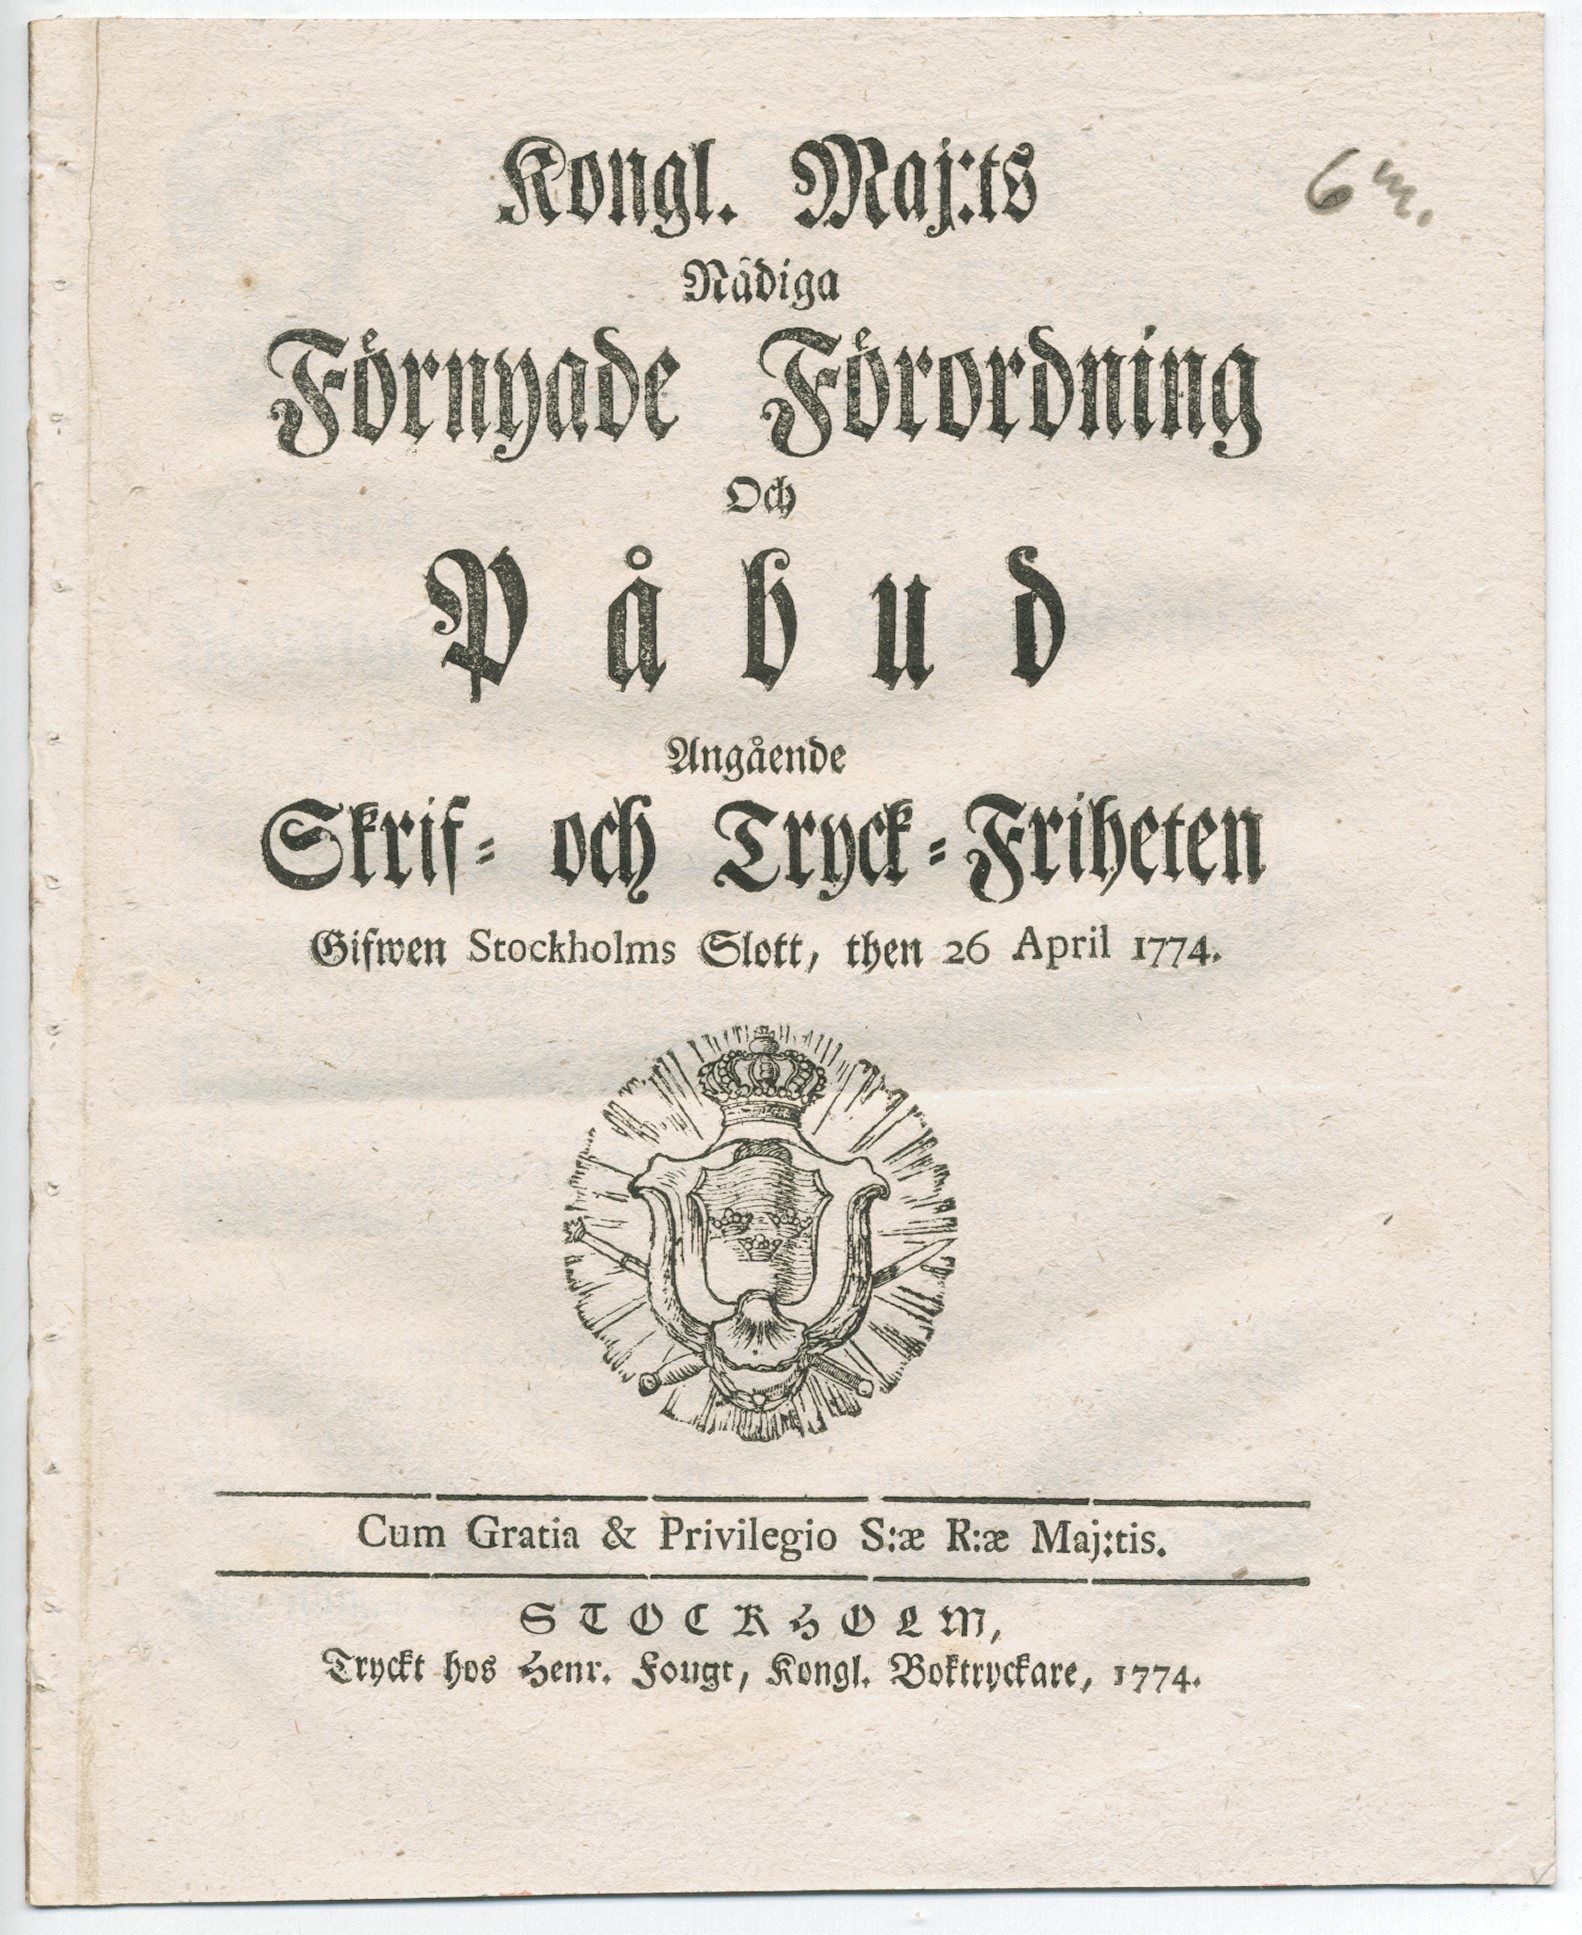 Kongl. Maj:ts
6 m.
Nådiga
Förnyade Förordning
Och
Påbud
Angående
Skrif- och Tryck-Friheten
Gifwen Stockholms Slott, then 26 April 1774.
Cum Gratia & Privilegio S:æ R:æ Maj:tis.
STOCKHOLM,
Tryckt hos Henr. Fougt, Kongl. Boktryckare, 1774.